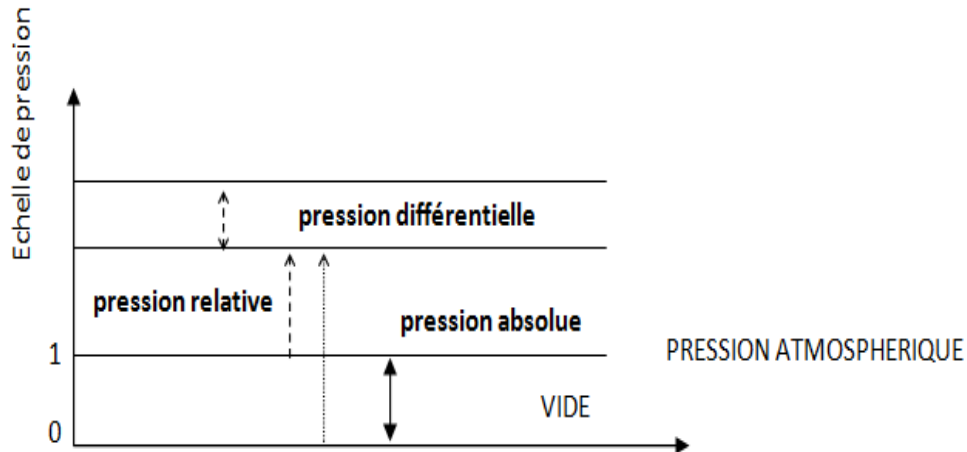 Echelle de pression
pression différentielle
pression relative
pression absolue
1
PRESSION ATMOSPHERIQUE
VIDE
0